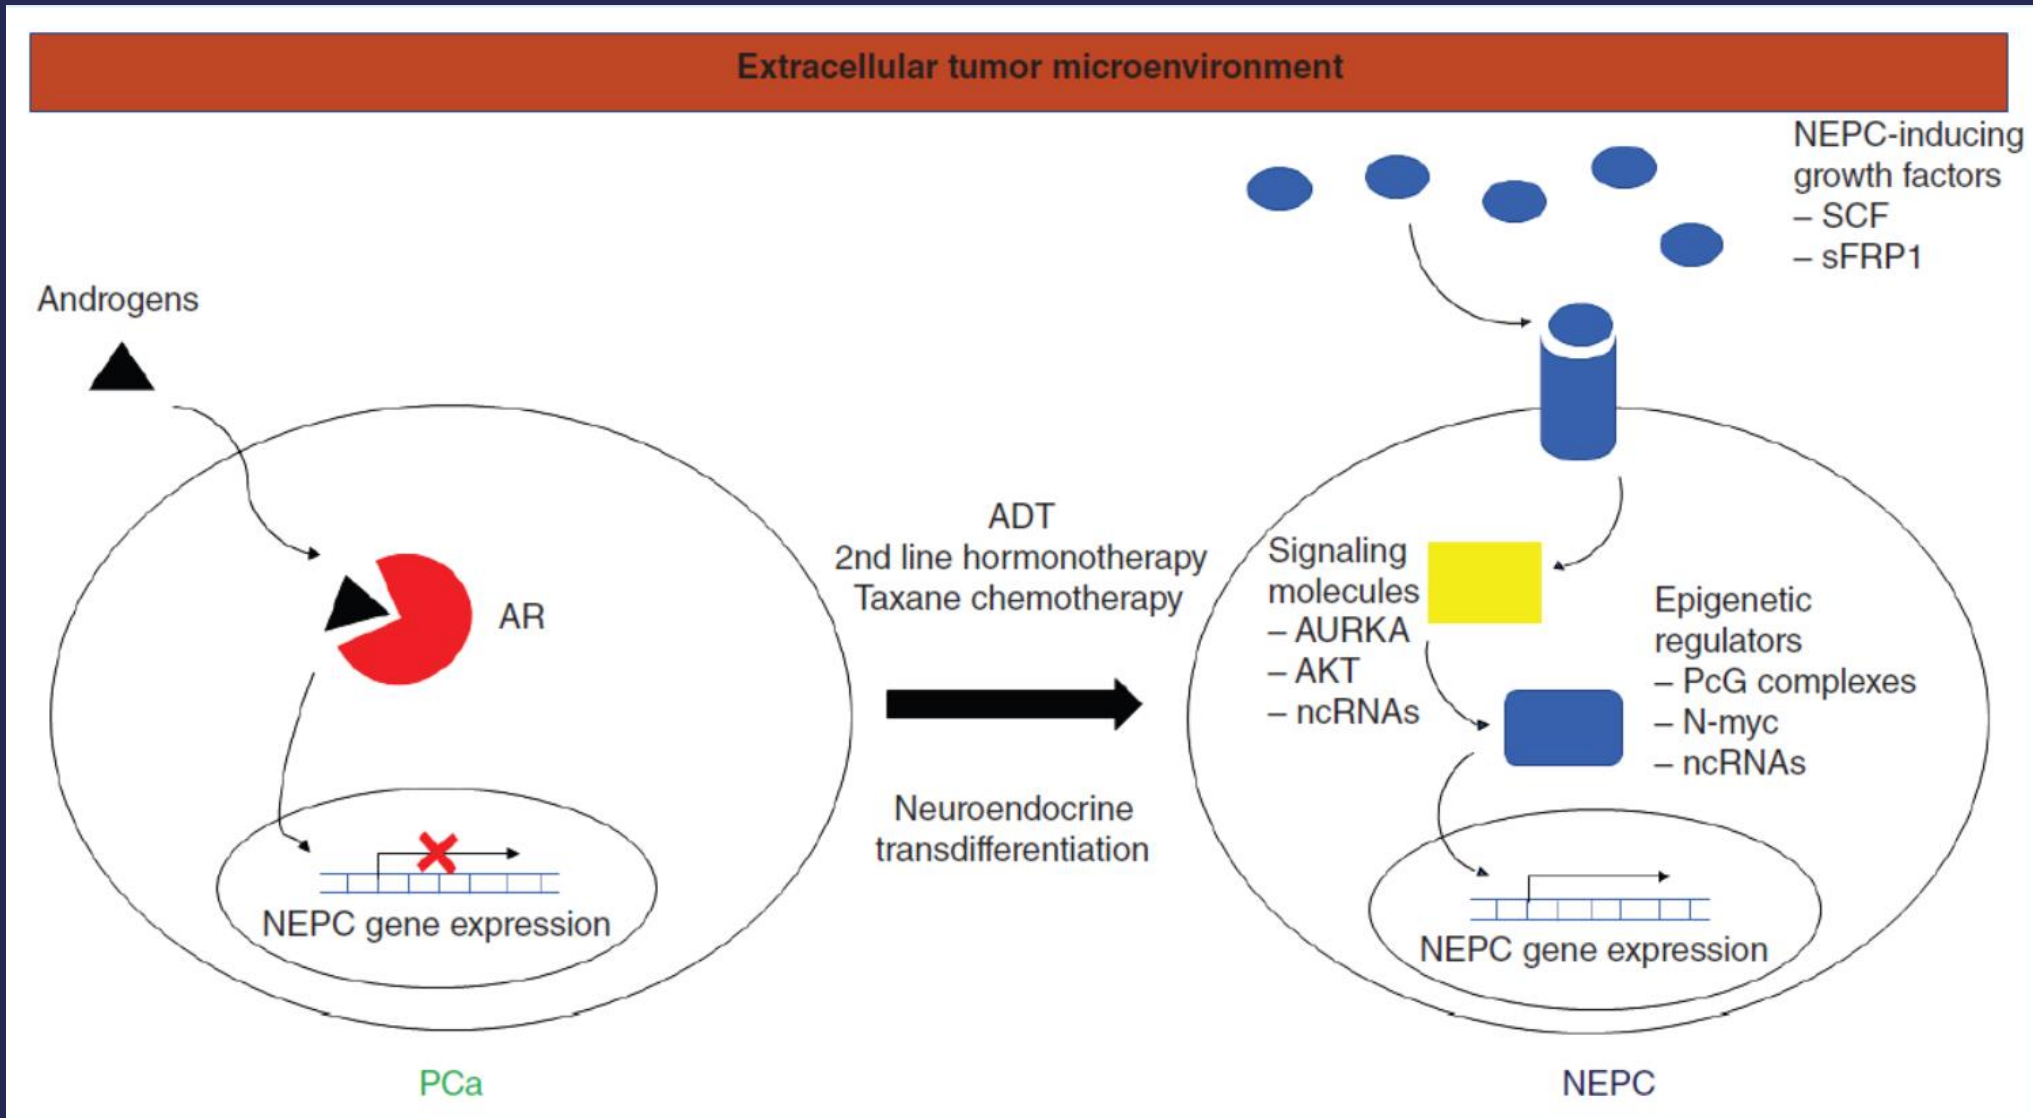 Extracellular tumor microenvironment
NEPC-inducing
growth factors
– SCF
– sFRP1
Androgens
AR
ADT
2nd line hormonotherapy
Taxane chemotherapy
Neuroendocrine
transdifferentiation
Signaling
molecules
– AURKA
– AKT
– ncRNAs
Epigenetic
regulators
– PcG complexes
– N-myc
– ncRNAs
NEPC gene expression
NEPC gene expression
PCa
NEPC